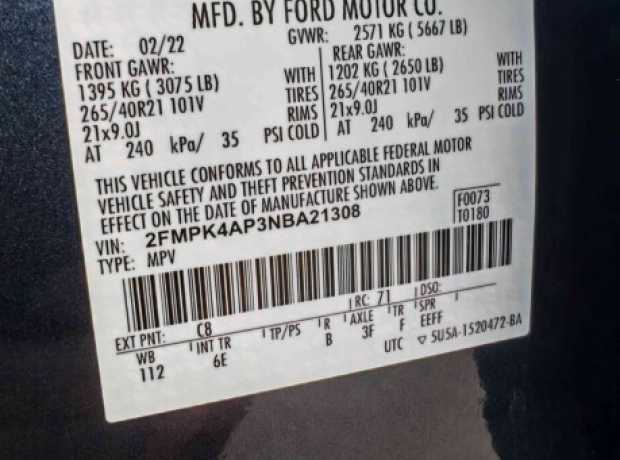 MFD. BY FORD MOTOR CO.
DATE: 02/22 GVWR: 2571 KG ( 5667 LB)
FRONT GAWR: REAR GAWR:
1395 KG ( 3075 LB) WITH 1202 KG ( 2650 LB) WITH
265/40R21 101V TIRES 265/40R21 101V TIRES
21x9.0J RIMS 21x9.0J RIMS
AT 240 kPa/ 35 PSI COLD AT 240 kPa/ 35 PSI COLD
THIS VEHICLE CONFORMS TO ALL APPLICABLE FEDERAL MOTOR
VEHICLE SAFETY AND THEFT PREVENTION STANDARDS IN
EFFECT ON THE DATE OF MANUFACTURE SHOWN ABOVE.
VIN: 2FMPK4AP3NBA21308 F0073
TYPE: MPV T0180
EXT PNT: C8 RC: 71 DSO:
WB INT TR TP/PS R AXLE TR SPR
112 6E B 3F F EEFF
UTC ▽ 5U5A-1520472-BA